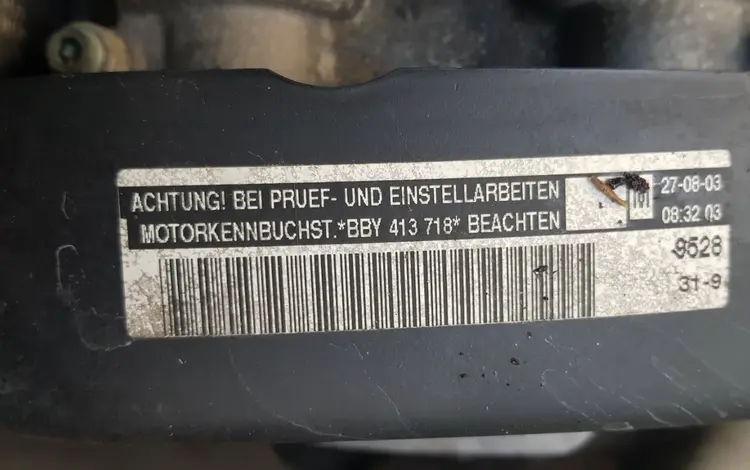 ACHTUNG! BEI PRUEF- UND EINSTELLARBEITEN
MOTORKENNBUCHST.*BBY 413 718* BEACHTEN
27-08-03
08:32 03
9528
31-9